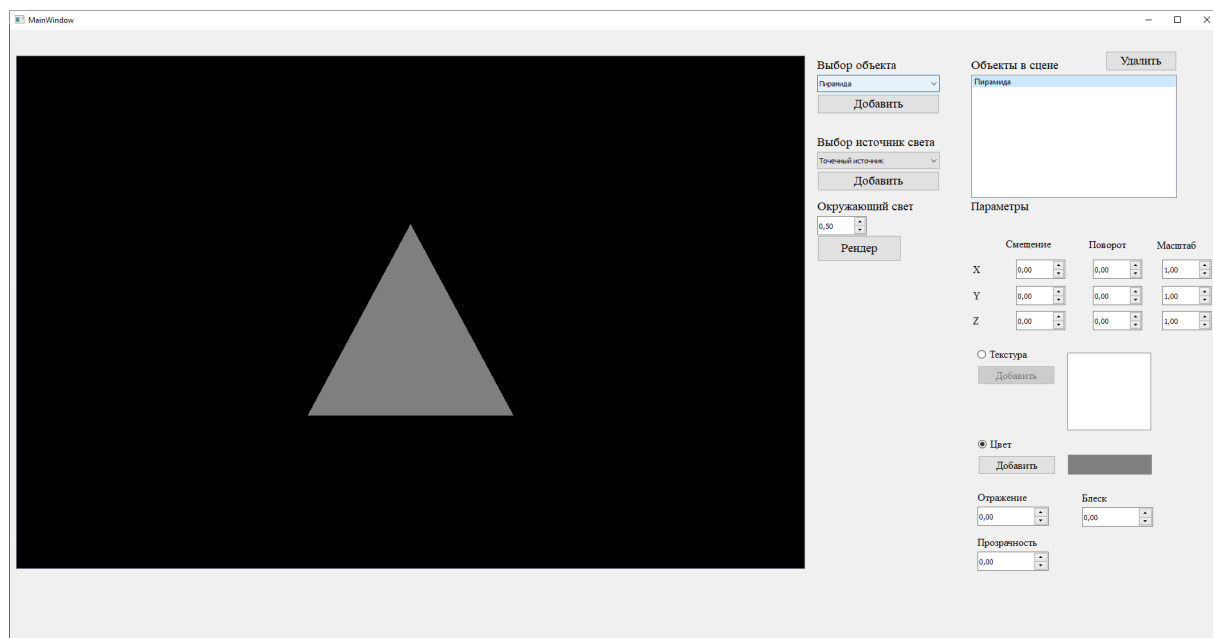 MainWindow
Выбор объекта
Пирамида
Добавить
Выбор источник света
Точечный источник
Добавить
Окружающий свет
0,50
Рендер
Объекты в сцене
Удалить
Пирамида
Параметры
Смещение Поворот Масштаб
X 0,00 0,00 1,00
Y 0,00 0,00 1,00
Z 0,00 0,00 1,00
Текстура
Добавить
Цвет
Добавить
Отражение Блеск
0,00 0,00
Прозрачность
0,00